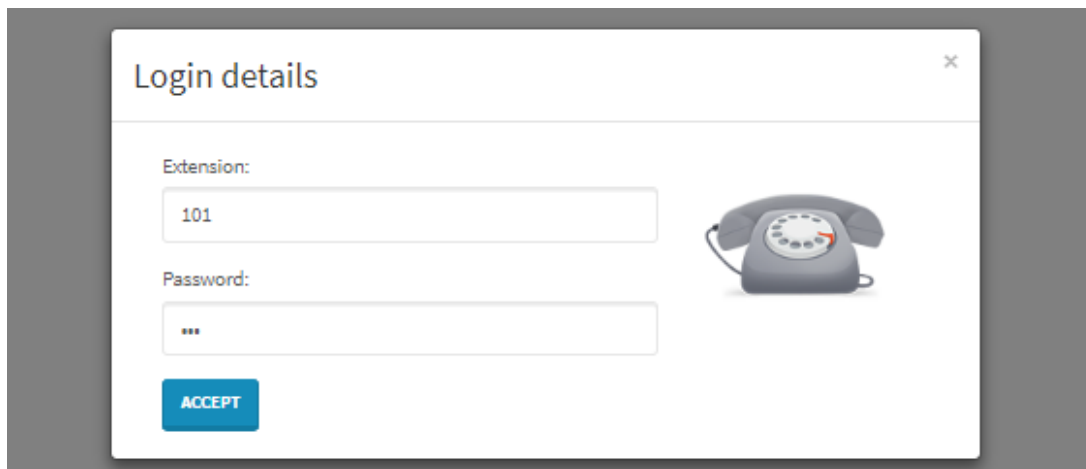 Login details
×
Extension:
101
Password:
•••
ACCEPT